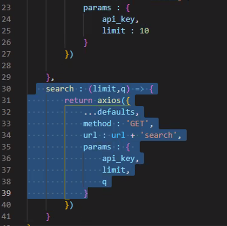 23 params : {
24 api_key,
25 limit : 10
26 }
27 })
28
29 },
30 search : (limit,q) => {
31 return axios({
32 ...defaults,
33 method : 'GET',
34 url : url + 'search',
35 params : {
36 api_key,
37 limit,
38 q
39 }
40 })
41 }